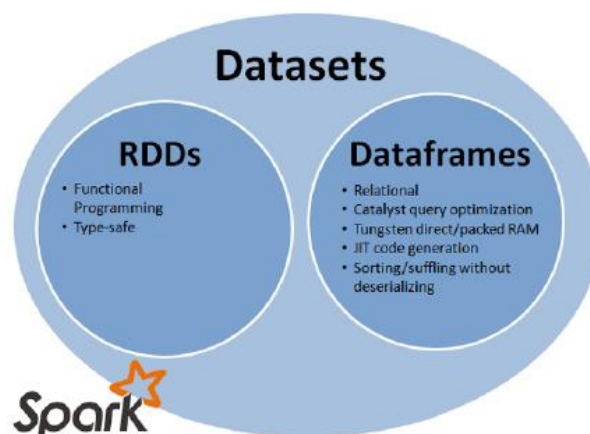 Datasets
RDDs
• Functional
Programming
• Type-safe
Dataframes
• Relational
• Catalyst query optimization
• Tungsten direct/packed RAM
• JIT code generation
• Sorting/suffling without
deserializing
Spark